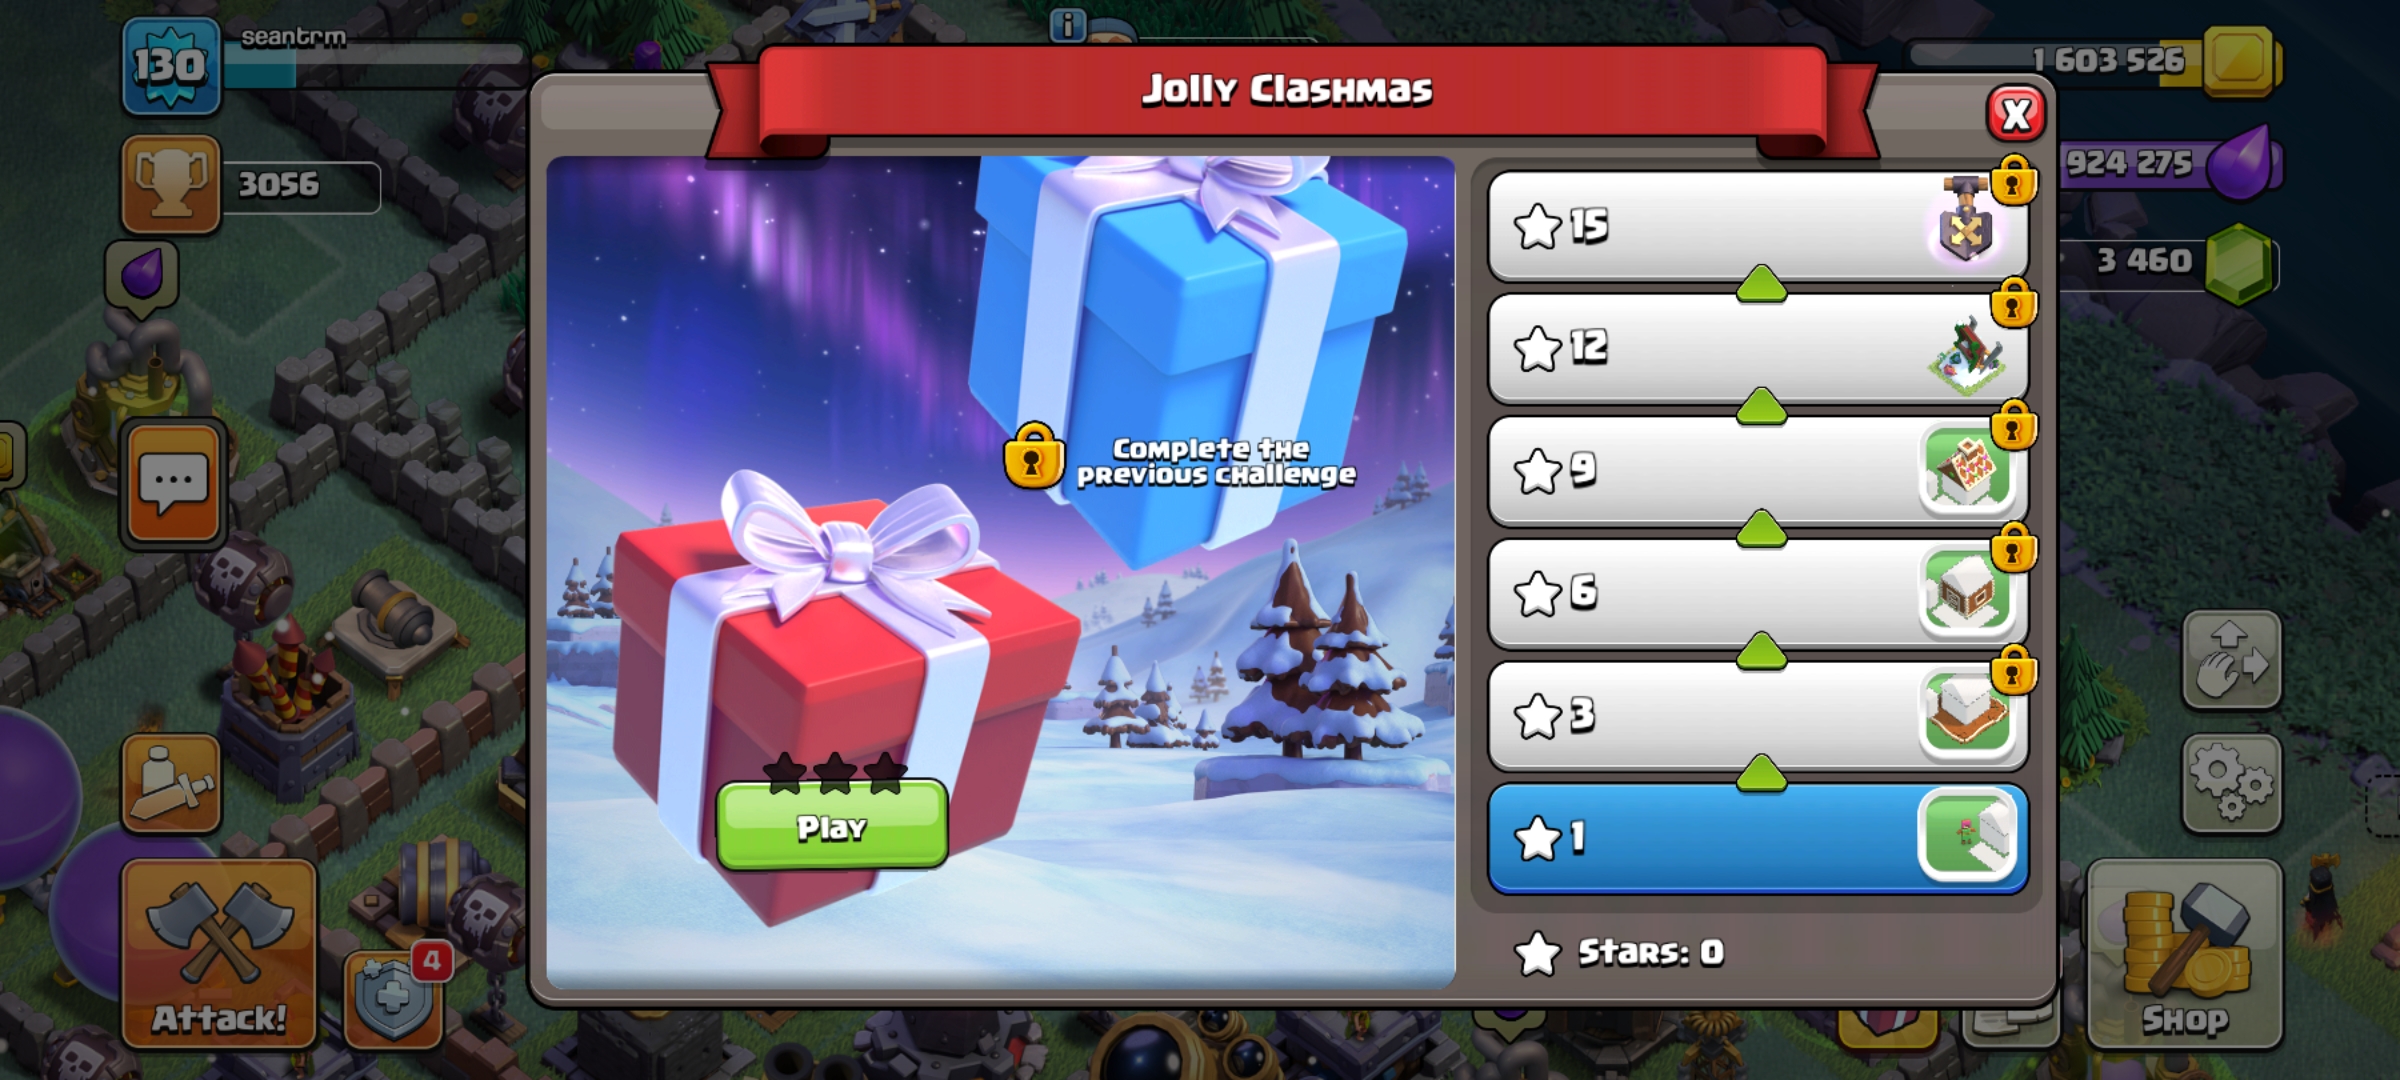 130
seantrm
i
Jolly Clashmas
X
1 603 526
3056
924 275
3 460
15
12
9
6
3
1
Complete the
previous challenge
Play
Stars: 0
4
Attack!
Shop